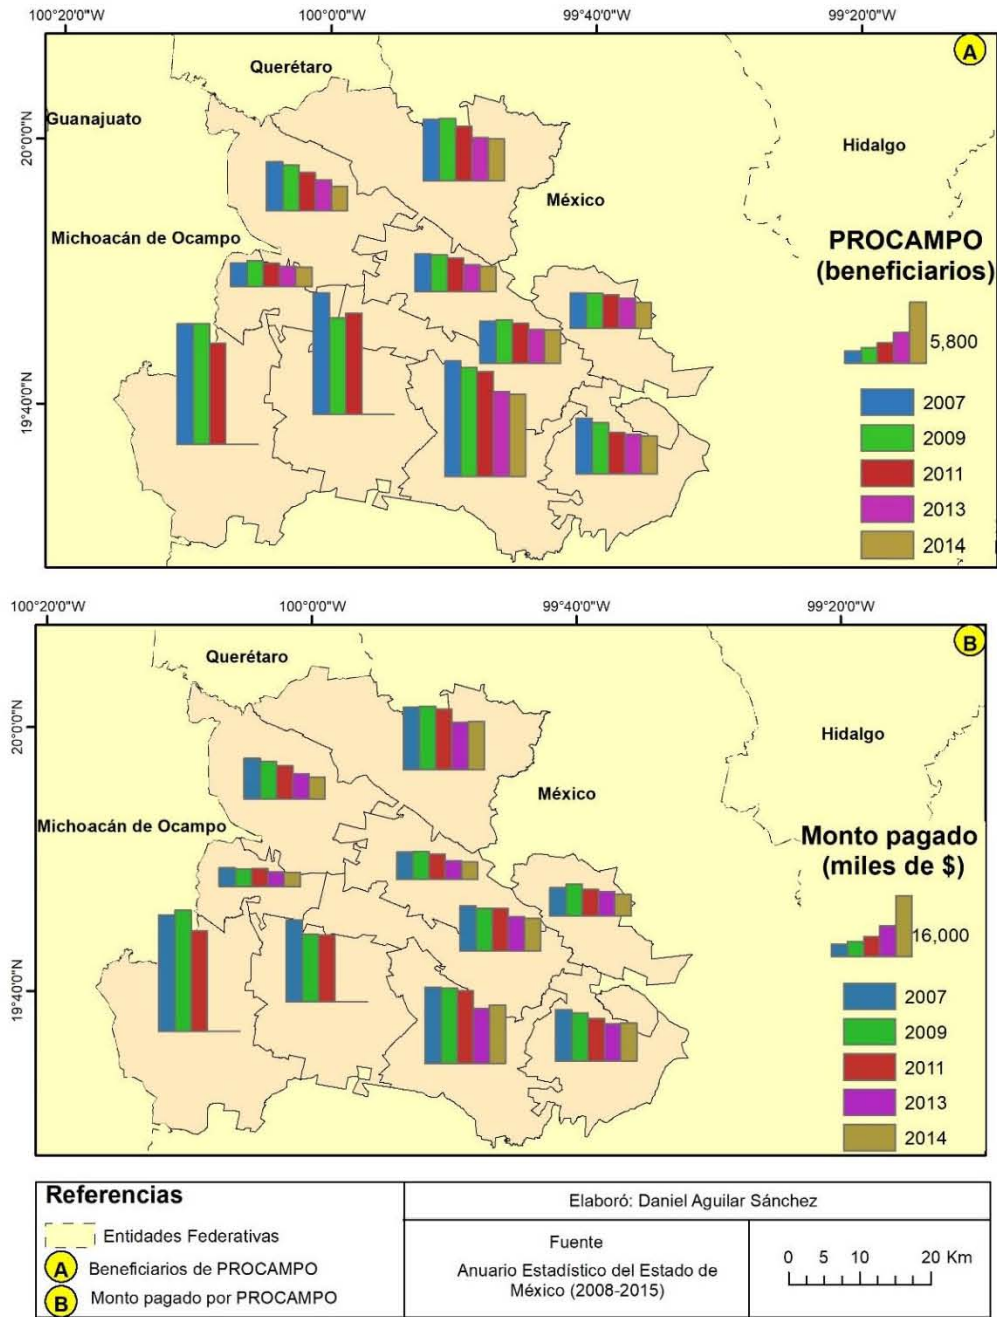 100°20'0"W 100°0'0"W 99°40'0"W 99°20'0"W
A
Querétaro
Guanajuato
20°0'0"N
Hidalgo
México
Michoacán de Ocampo
PROCAMPO
(beneficiarios)
5,800
19°40'0"N
2007
2009
2011
2013
2014
100°20'0"W 100°0'0"W 99°40'0"W 99°20'0"W
B
Querétaro
20°0'0"N
Hidalgo
México
Michoacán de Ocampo
Monto pagado
(miles de $)
16,000
19°40'0"N
2007
2009
2011
2013
2014
Referencias
Entidades Federativas
A Beneficiarios de PROCAMPO
B Monto pagado por PROCAMPO
Elaboró: Daniel Aguilar Sánchez
Fuente
Anuario Estadístico del Estado de
México (2008-2015)
0 5 10 20 Km